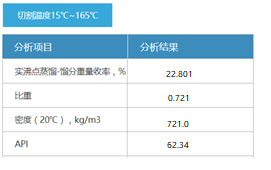 切割温度15℃~165℃
分析项目 分析结果
实沸点蒸馏-馏分重量收率，% 22.801
比重 0.721
密度（20℃），kg/m3 721.0
API 62.34